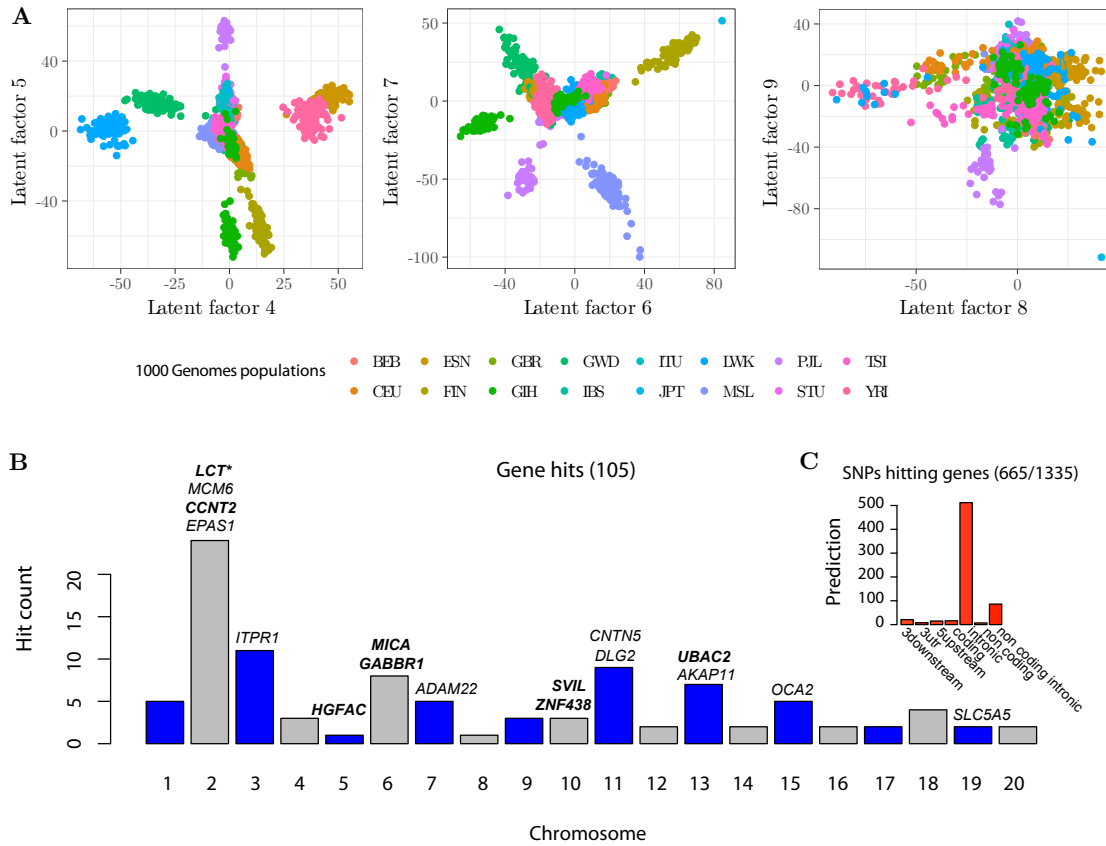 A
Latent factor 5
40
0
-40
-50
-25
0
25
50
Latent factor 4
Latent factor 7
50
0
-50
-100
-40
0
40
80
Latent factor 6
Latent factor 9
40
0
-40
-80
-80
-40
0
Latent factor 8
1000 Genomes populations
BEB ESN GBR GWD ITU LWK PJL TSI
CEU FIN GIH IBS JPT MSL STU YRI
B
Gene hits (105)
Hit count
20
15
10
5
0
LCT*
MCM6
CCNT2
EPAS1
ITPR1
HGFAC
MICA
GABBR1
ADAM22
SVIL
ZNF438
CNTN5
DLG2
UBAC2
AKAP11
OCA2
SLC5A5
1 2 3 4 5 6 7 8 9 10 11 12 13 14 15 16 17 18 19 20
Chromosome
C
SNPs hitting genes (665/1335)
Prediction
500
400
300
200
100
0
3downstream
3utr
5upstream
coding
intronic
non coding
non coding intronic